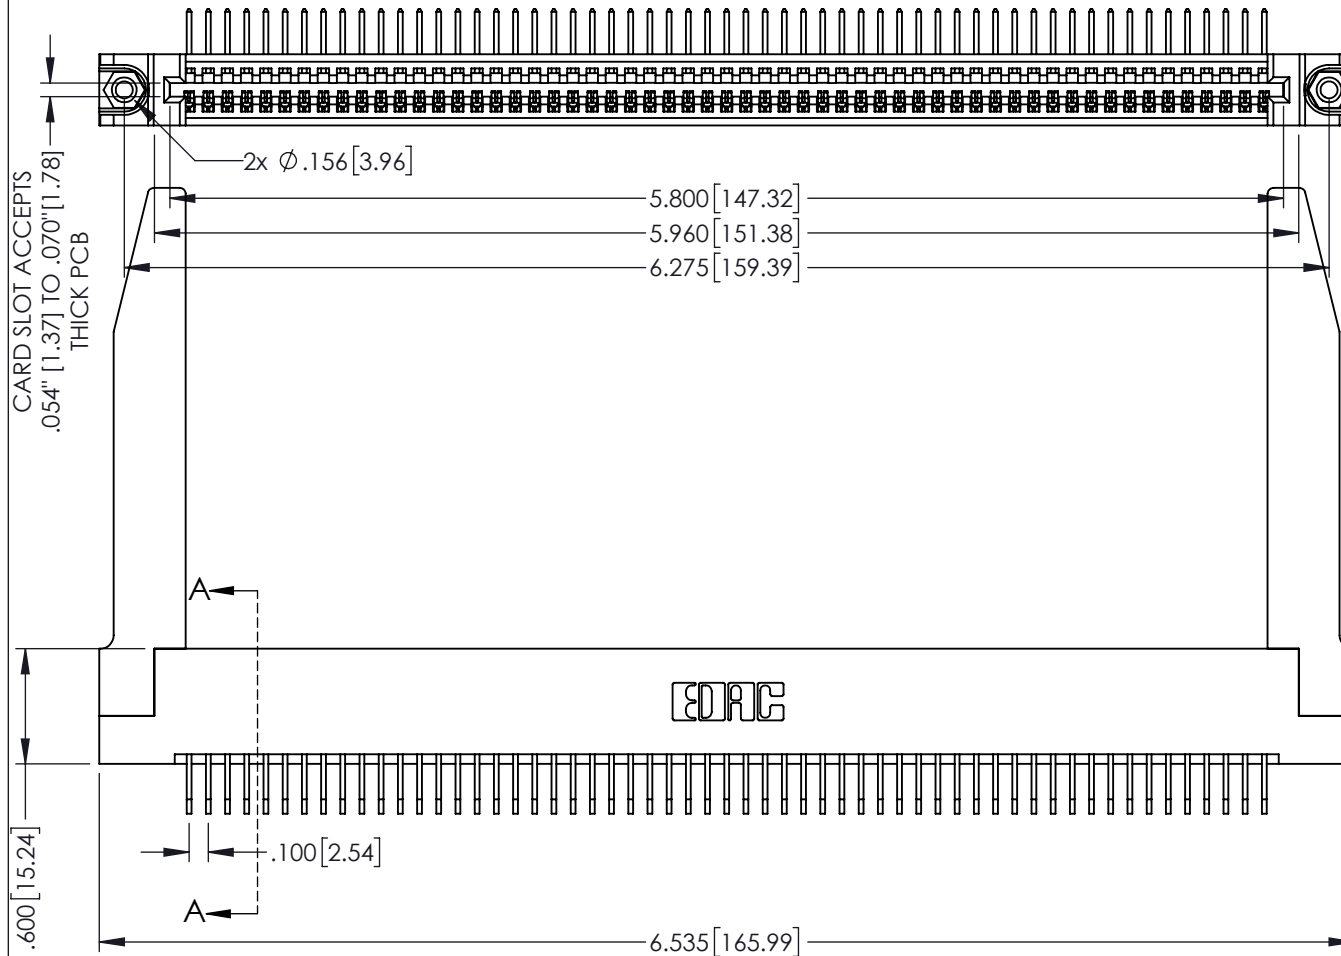 2x Ø .156[3.96]
CARD SLOT ACCEPTS
.054" [1.37] TO .070"[1.78]
THICK PCB
5.800[147.32]
5.960[151.38]
6.275[159.39]
A
EDAC
.100[2.54]
A
.600[15.24]
6.535[165.99]